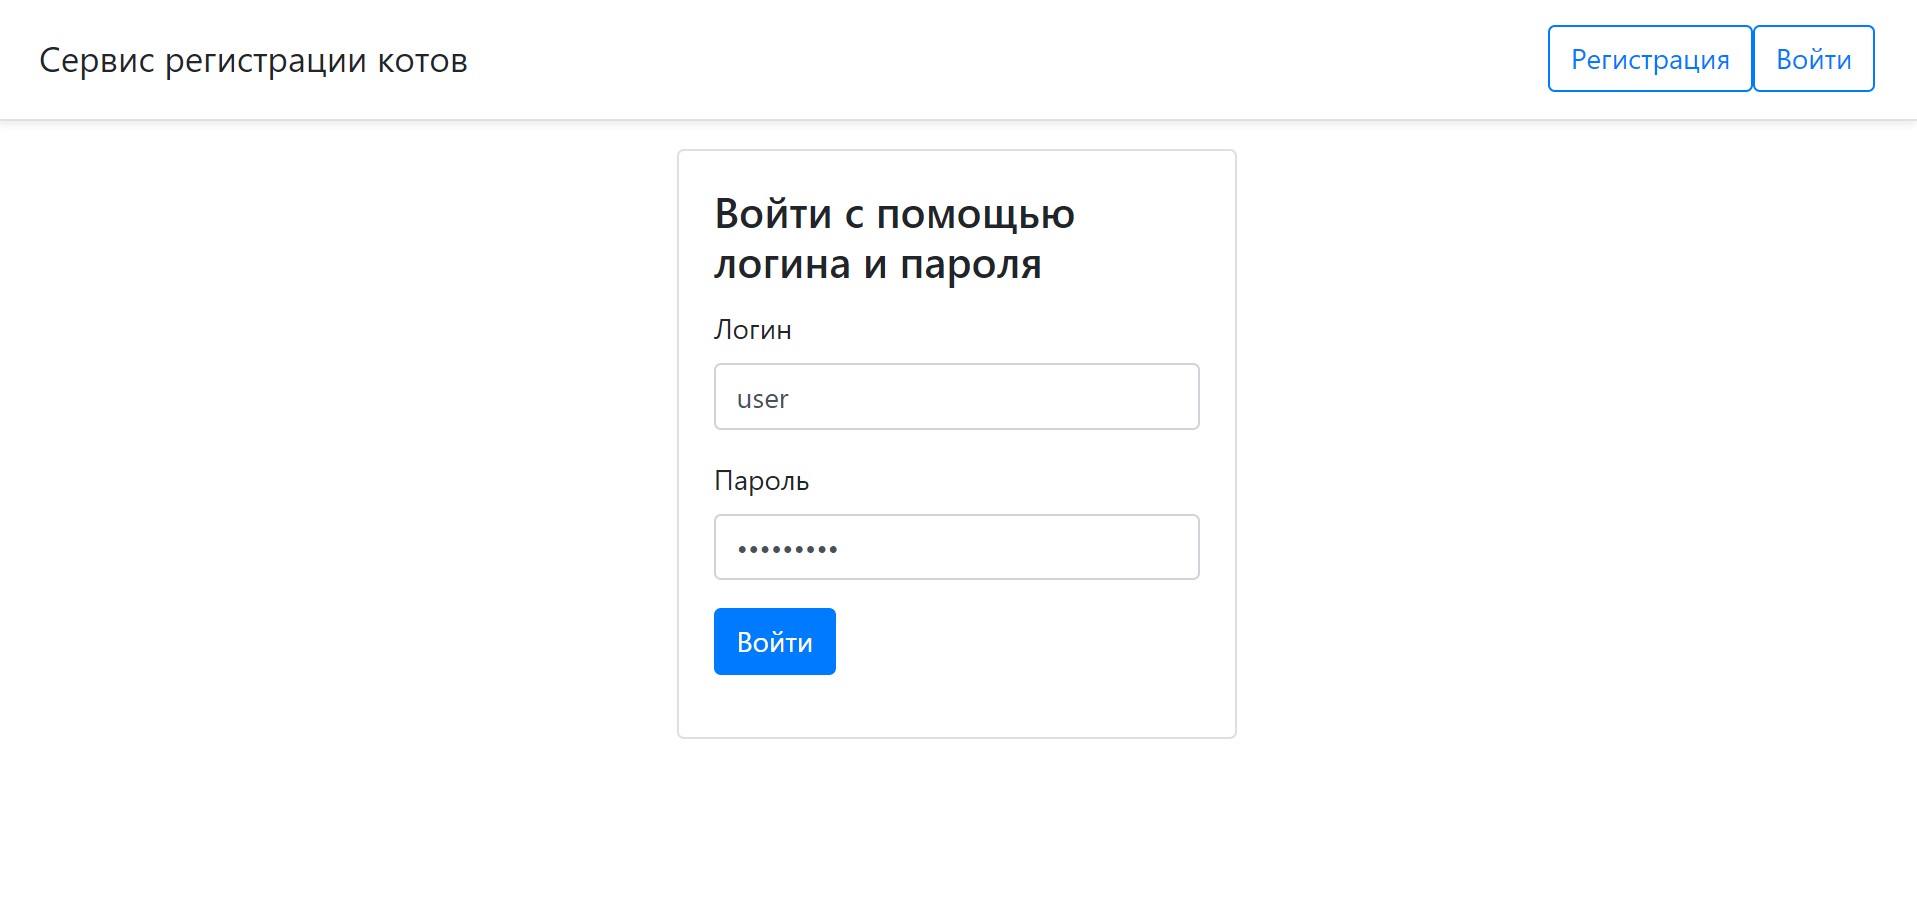 Сервис регистрации котов
Регистрация
Войти
Войти с помощью
логина и пароля
Логин
user
Пароль
•••••••••
Войти